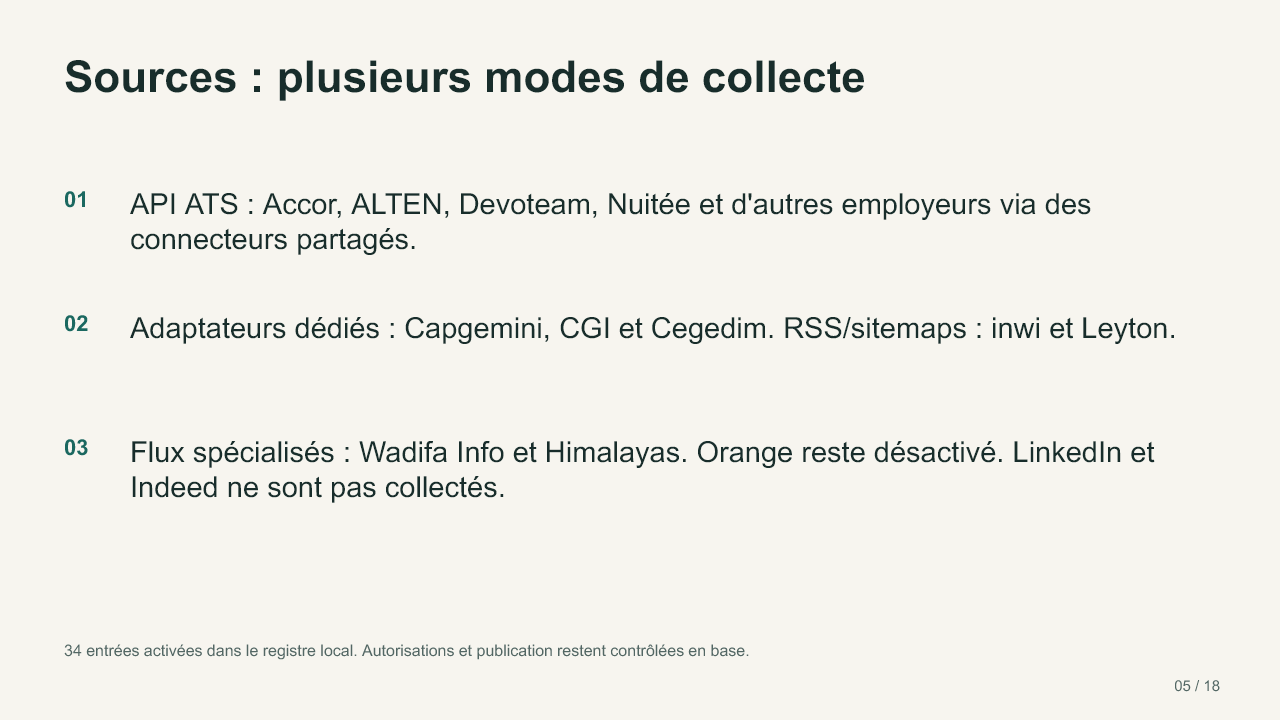 Sources : plusieurs modes de collecte
01
API ATS : Accor, ALTEN, Devoteam, Nuitée et d'autres employeurs via des
connecteurs partagés.
02
Adaptateurs dédiés : Capgemini, CGI et Cegedim. RSS/sitemaps : inwi et Leyton.
03
Flux spécialisés : Wadifa Info et Himalayas. Orange reste désactivé. LinkedIn et
Indeed ne sont pas collectés.
34 entrées activées dans le registre local. Autorisations et publication restent contrôlées en base.
05 / 18